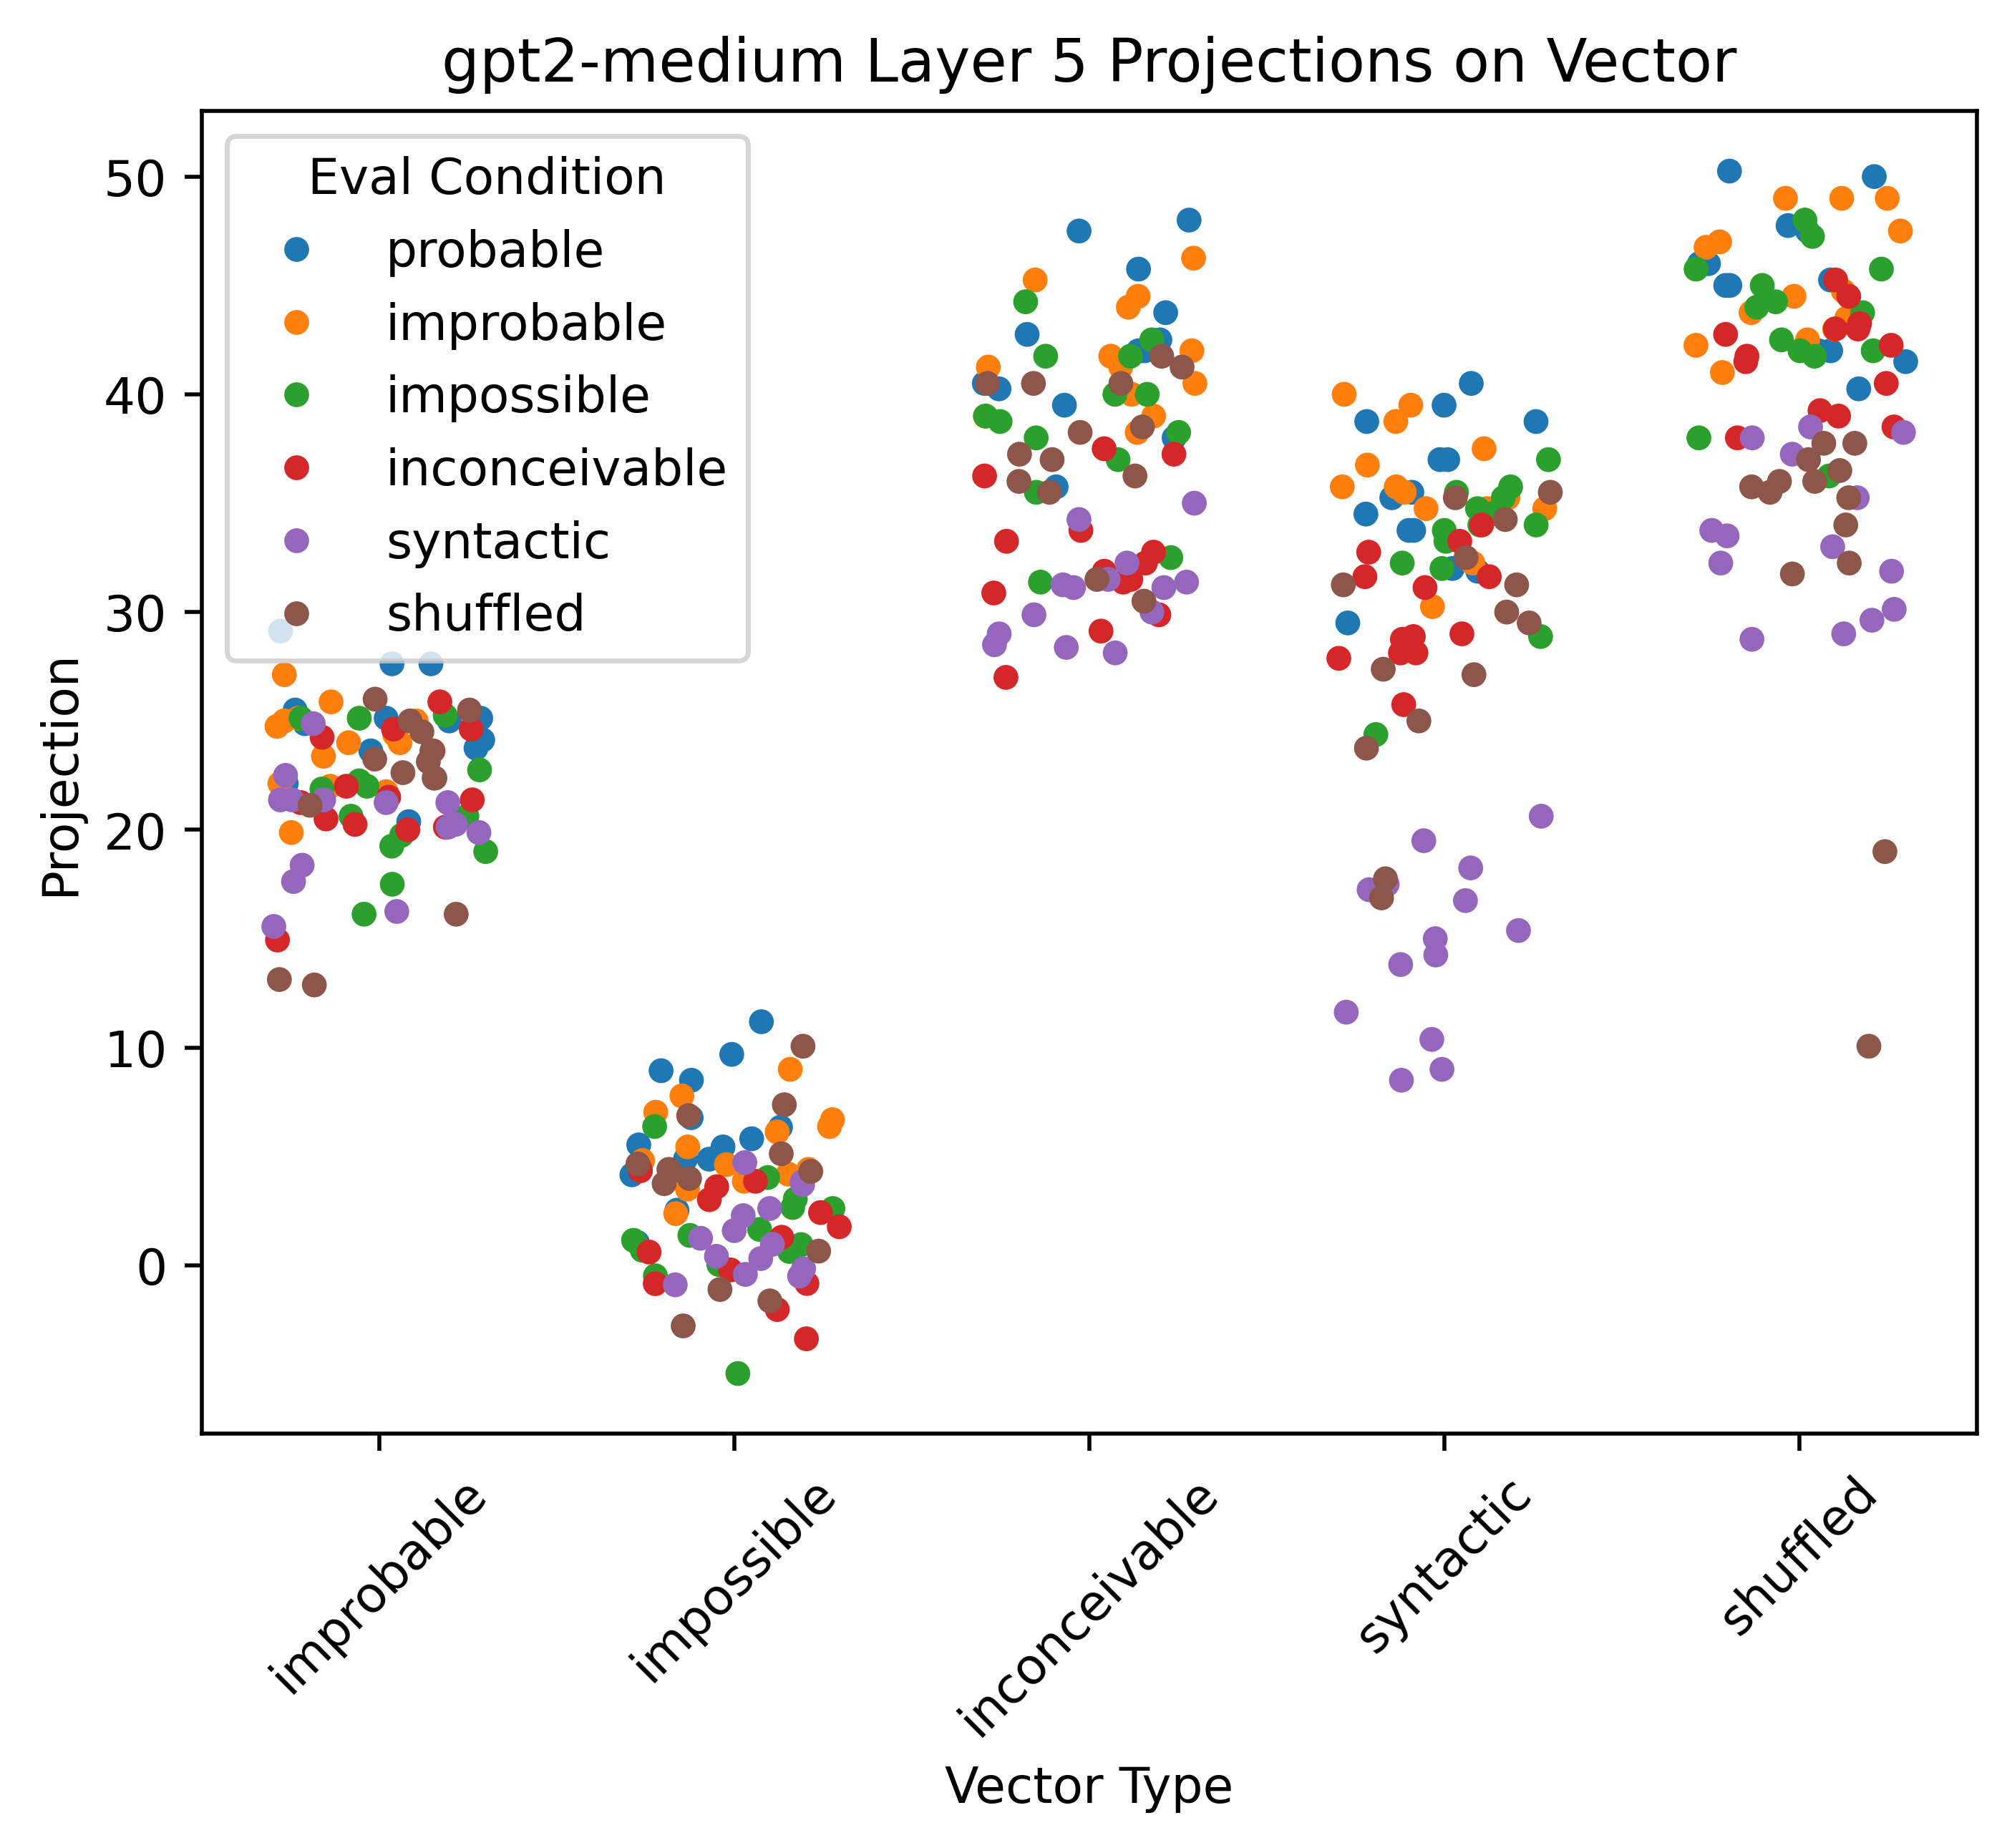 gpt2-medium Layer 5 Projections on Vector
Eval Condition
probable
improbable
impossible
inconceivable
syntactic
shuffled
Projection
50
40
30
20
10
0
improbable
impossible
inconceivable
syntactic
shuffled
Vector Type